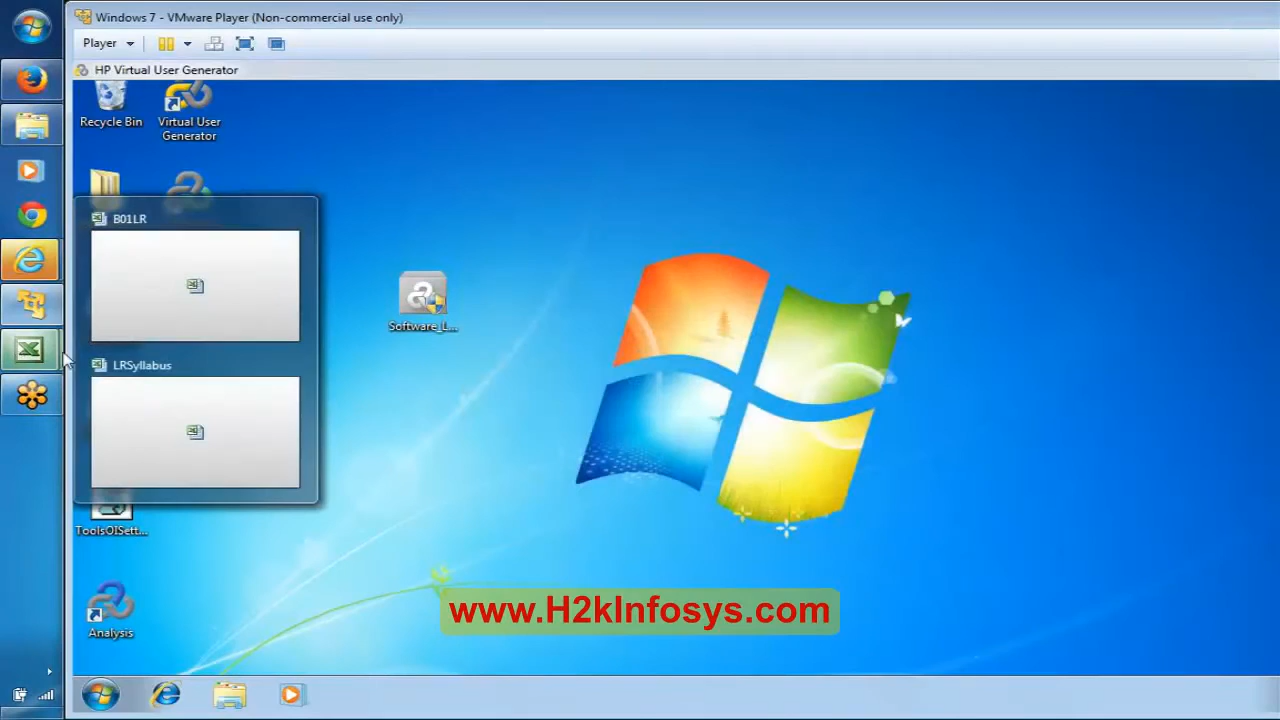 Windows 7 - VMware Player (Non-commercial use only)
Player
HP Virtual User Generator
Recycle Bin
Virtual User
Generator
B01LR
LRSyllabus
Software_L...
ToolsOISett...
Analysis
www.H2kInfosys.com